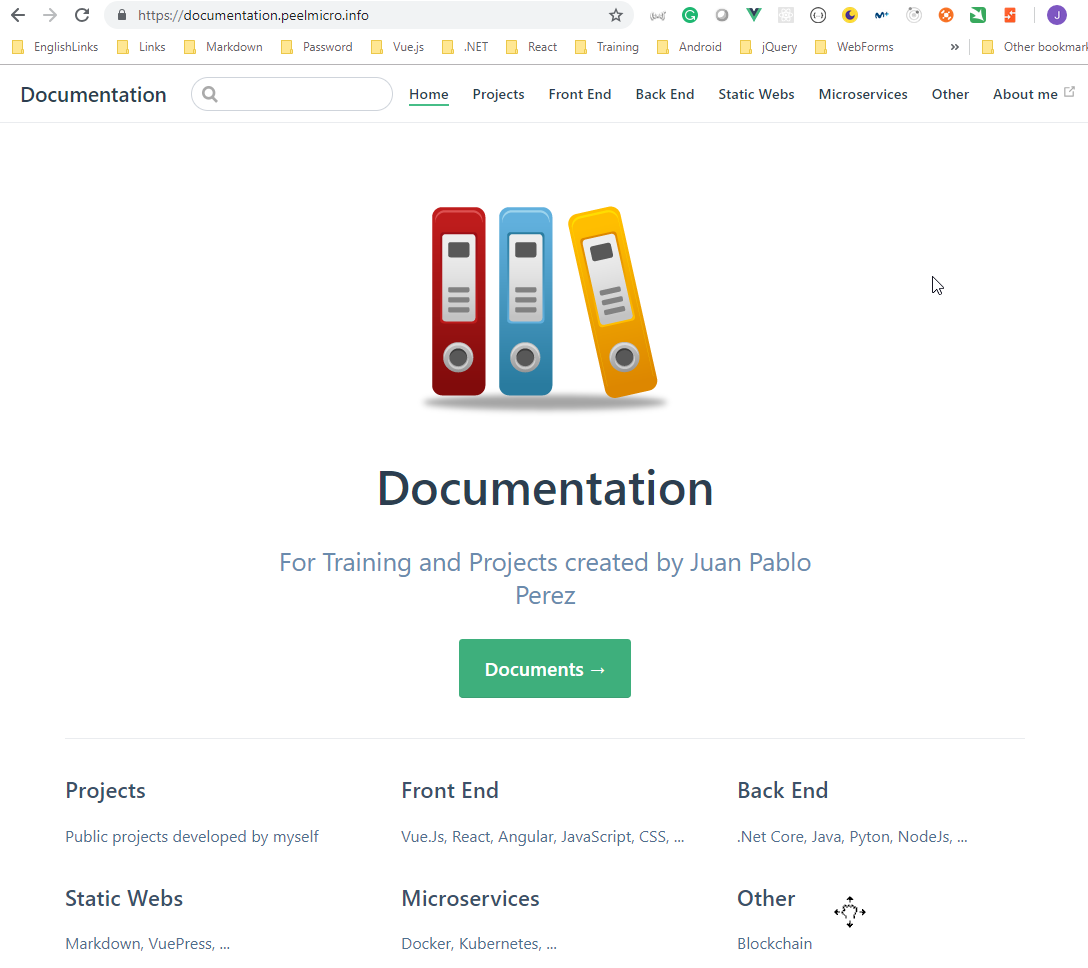 https://documentation.peelmicro.info
J
EnglishLinks Links Markdown Password Vue.js .NET React Training Android jQuery WebForms » Other bookmark
Documentation Home Projects Front End Back End Static Webs Microservices Other About me
Documentation
For Training and Projects created by Juan Pablo
Perez
Documents →
Projects Front End Back End
Public projects developed by myself Vue.Js, React, Angular, JavaScript, CSS, ... .Net Core, Java, Pyton, NodeJs, ...
Static Webs Microservices Other
Markdown, VuePress, ... Docker, Kubernetes, ... Blockchain